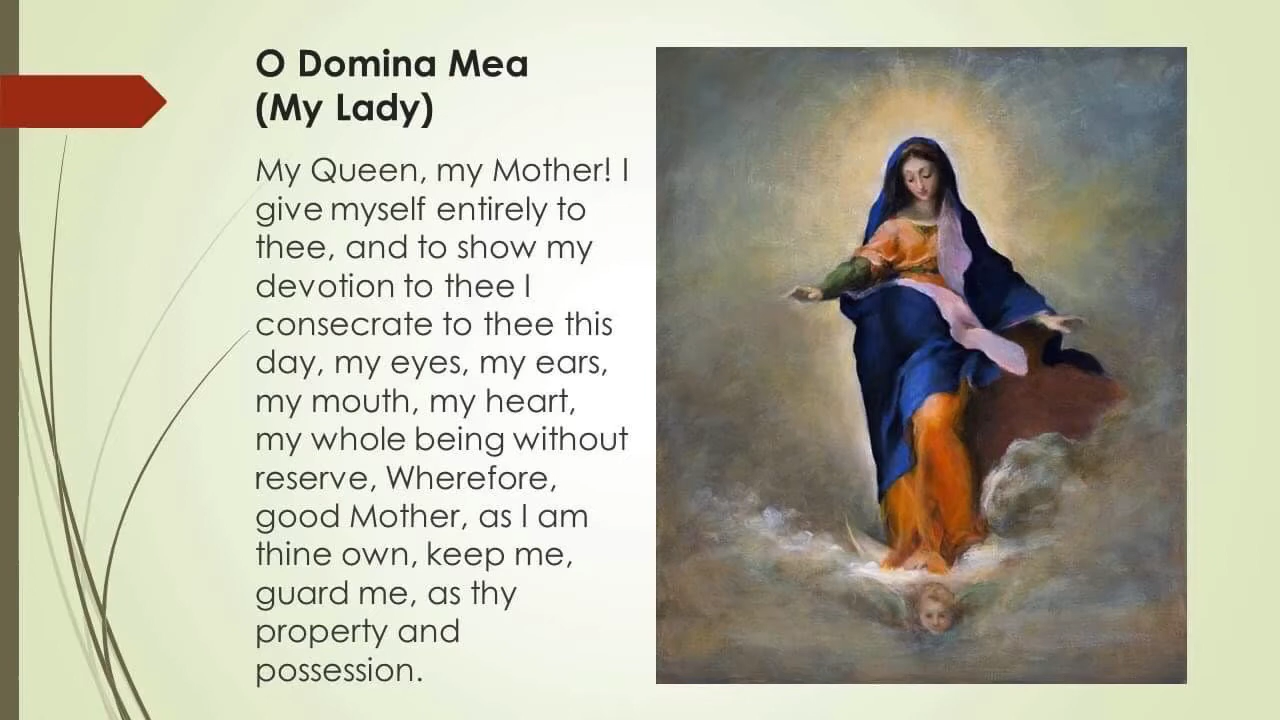 O Domina Mea
(My Lady)
My Queen, my Mother! I
give myself entirely to
thee, and to show my
devotion to thee I
consecrate to thee this
day, my eyes, my ears,
my mouth, my heart,
my whole being without
reserve, Wherefore,
good Mother, as I am
thine own, keep me,
guard me, as thy
property and
possession.